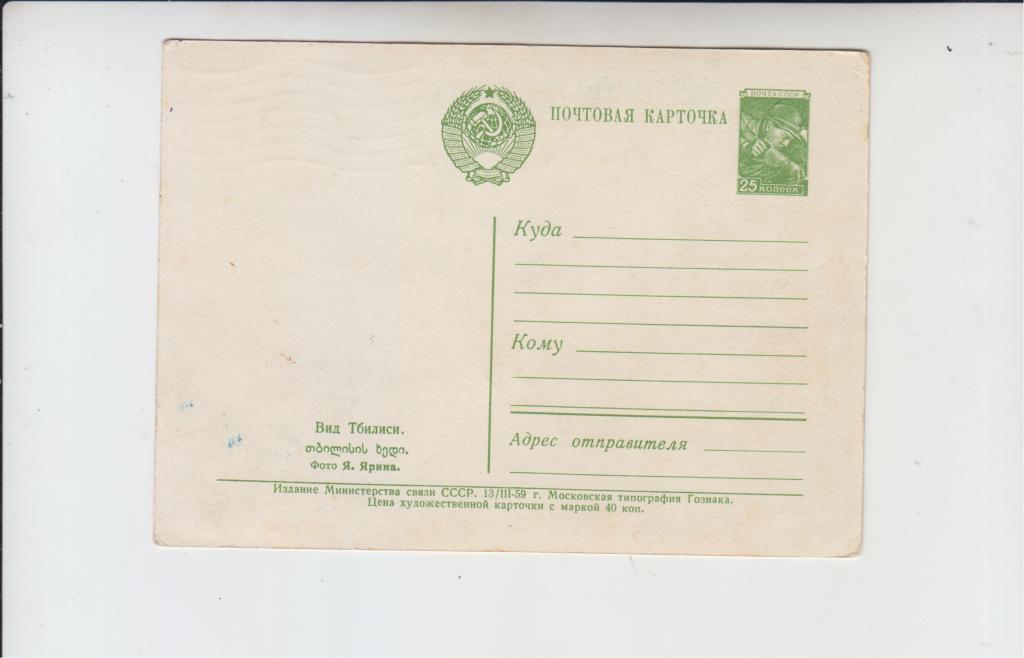 ПОЧТОВАЯ КАРТОЧКА
ПОЧТА СССР
25 КОПЕЕК
Куда
Кому
Адрес отправителя
Вид Тбилиси.
თბილისის ხედი.
Фото Я. Ярина.
Издание Министерства связи СССР. 13/III-59 г. Московская типография Гознака.
Цена художественной карточки с маркой 40 коп.